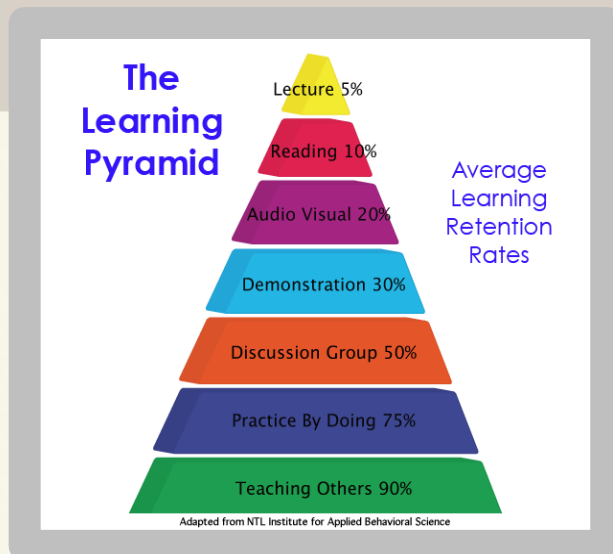 The
Learning
Pyramid
Lecture 5%
Reading 10%
Audio Visual 20%
Average
Learning
Retention
Rates
Demonstration 30%
Discussion Group 50%
Practice By Doing 75%
Teaching Others 90%
Adapted from NTL Institute for Applied Behavioral Science